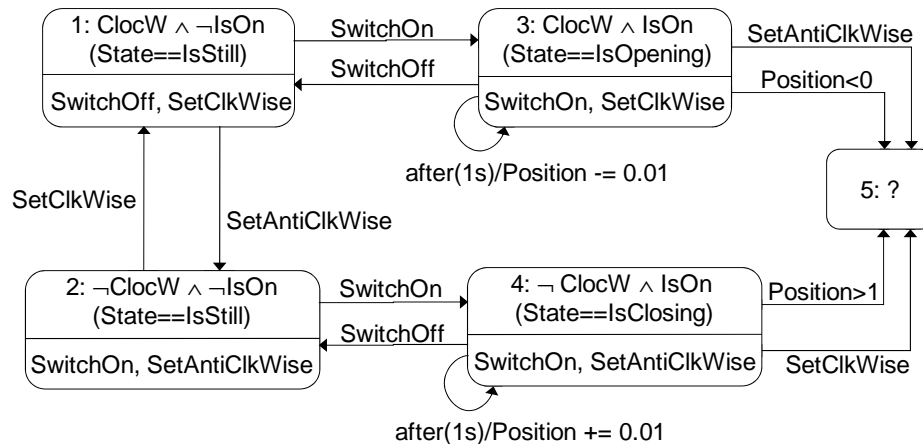 1: ClocW ∧ ¬IsOn
(State==IsStill)
SwitchOff, SetClkWise
SwitchOn
SwitchOff
3: ClocW ∧ IsOn
(State==IsOpening)
SwitchOn, SetClkWise
SetAntiClkWise
Position<0
after(1s)/Position -= 0.01
5: ?
SetClkWise
SetAntiClkWise
2: ¬ClocW ∧ ¬IsOn
(State==IsStill)
SwitchOn, SetAntiClkWise
SwitchOn
SwitchOff
4: ¬ ClocW ∧ IsOn
(State==IsClosing)
SwitchOn, SetAntiClkWise
Position>1
SetClkWise
after(1s)/Position += 0.01